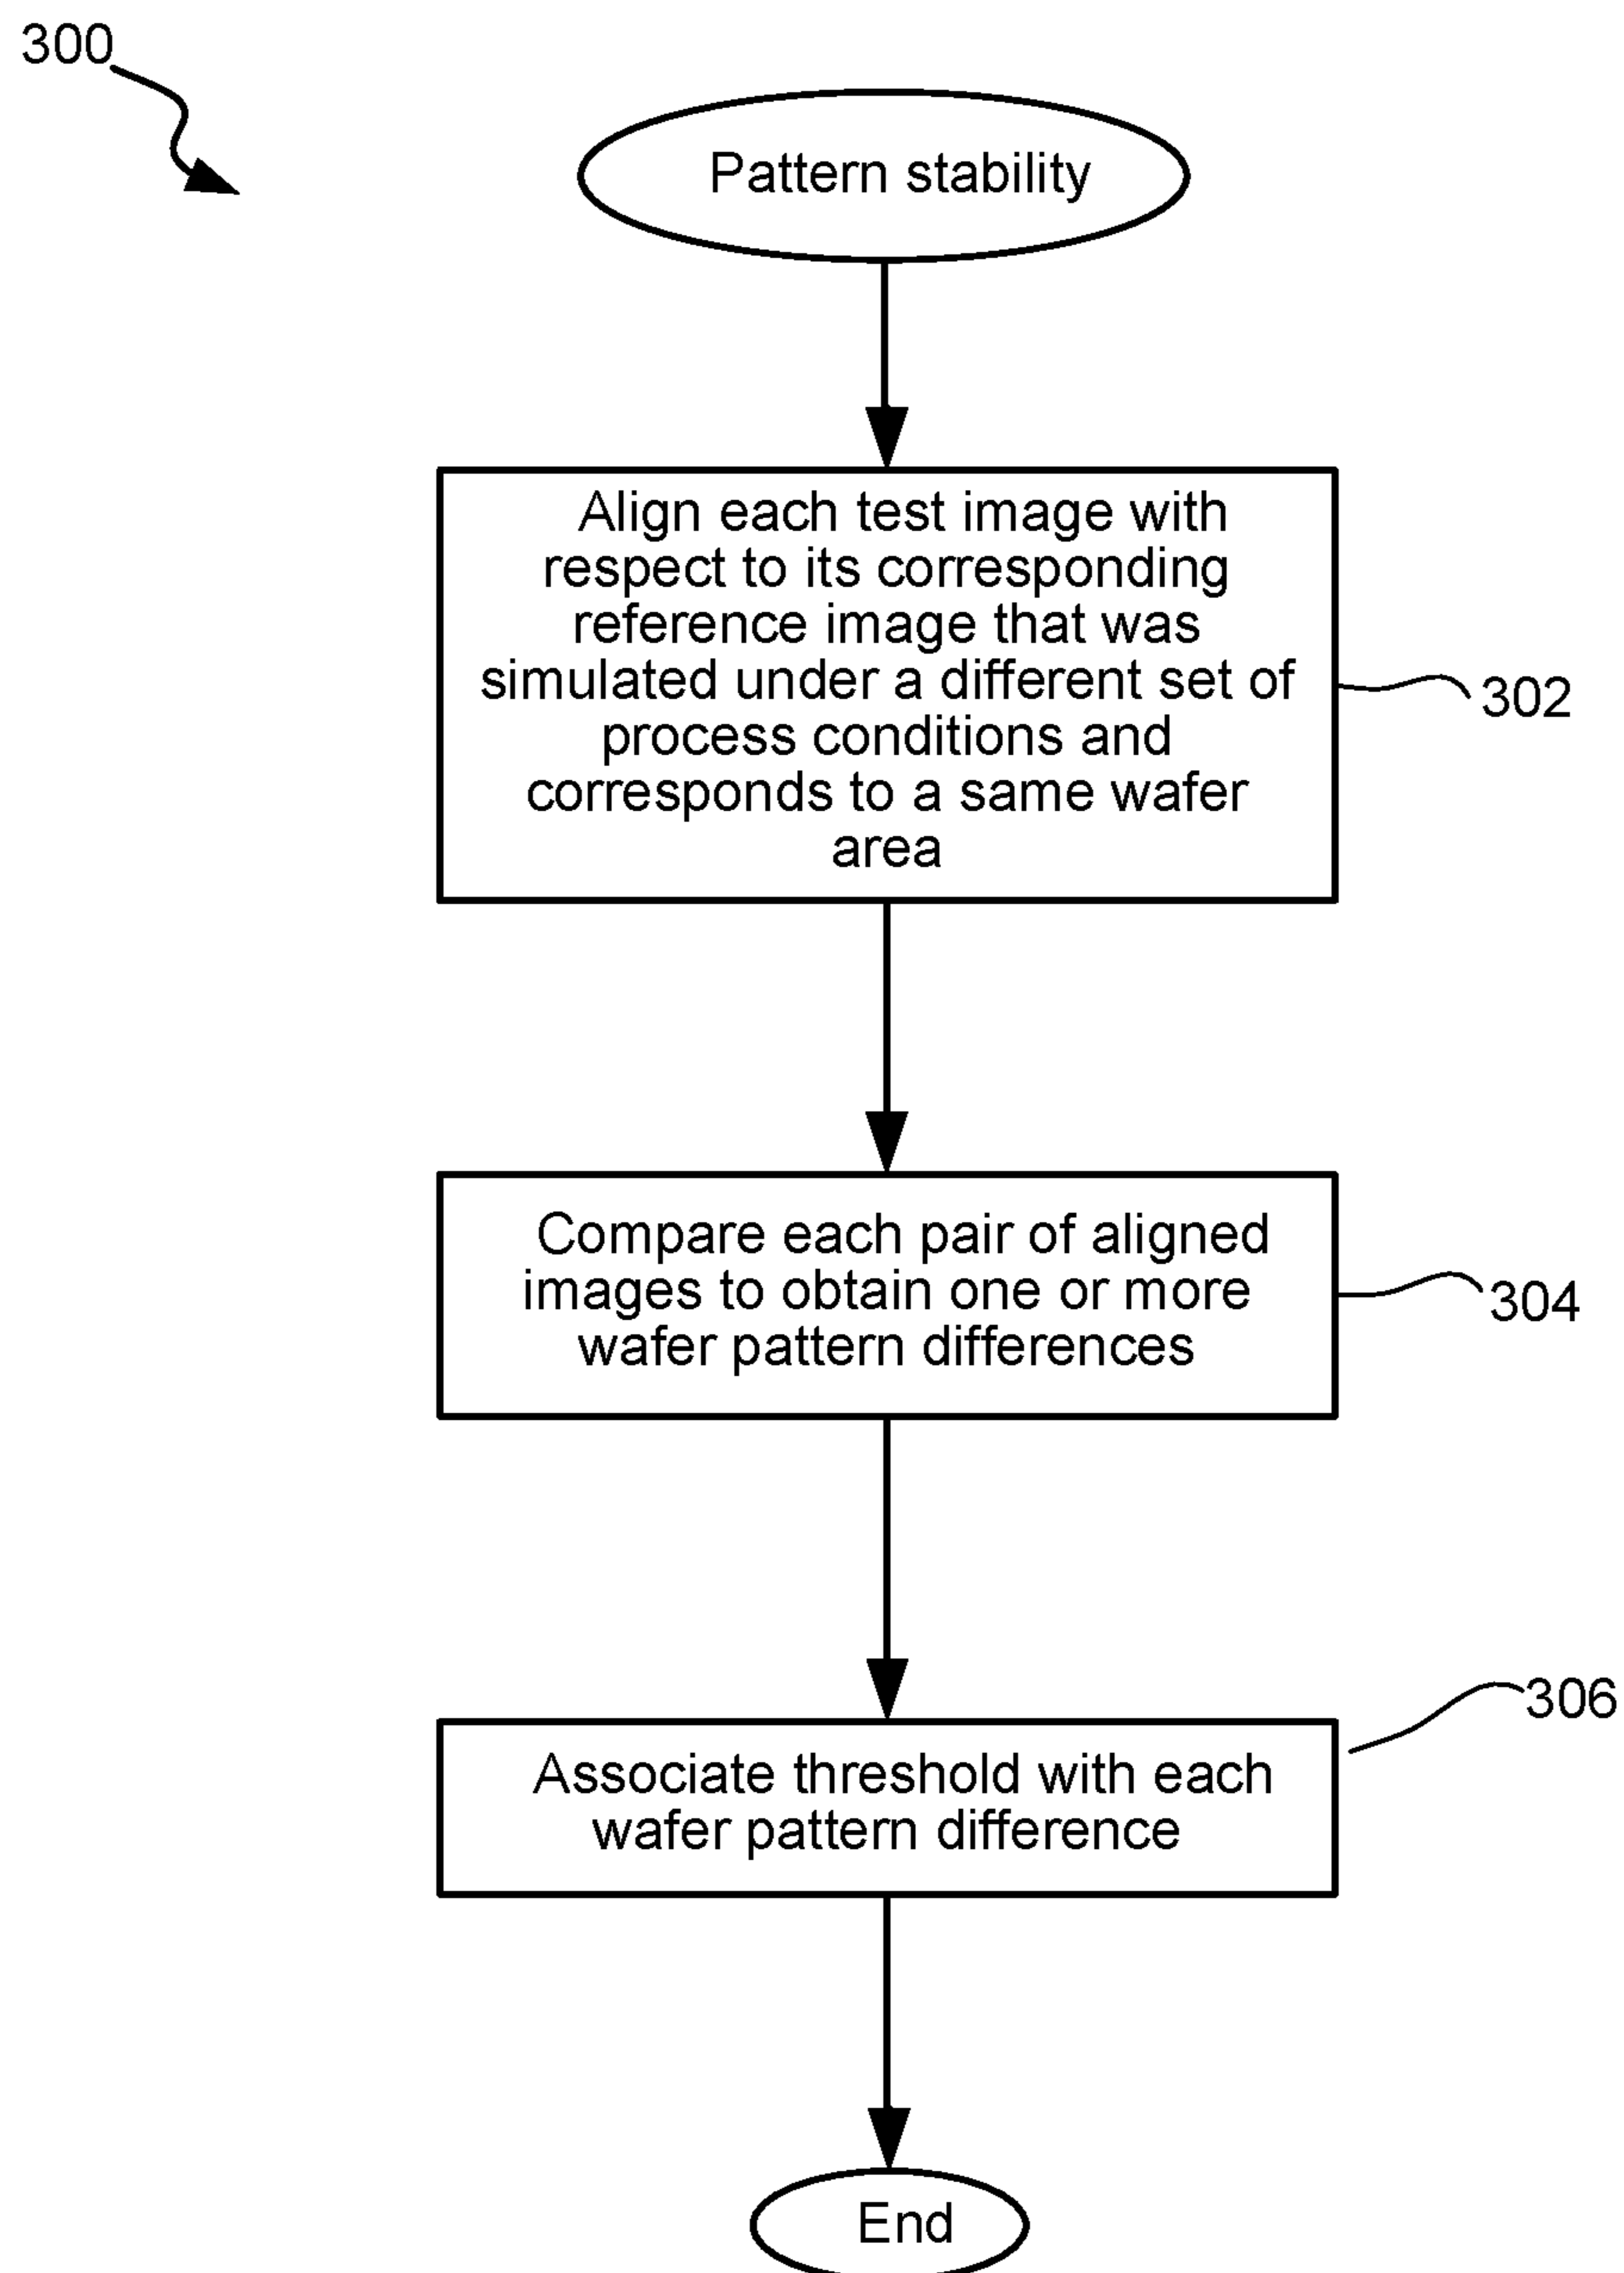 300
Pattern stability
Align each test image with
respect to its corresponding
reference image that was
simulated under a different set of
process conditions and
corresponds to a same wafer
area
302
Compare each pair of aligned
images to obtain one or more
wafer pattern differences
304
306
Associate threshold with each
wafer pattern difference
End